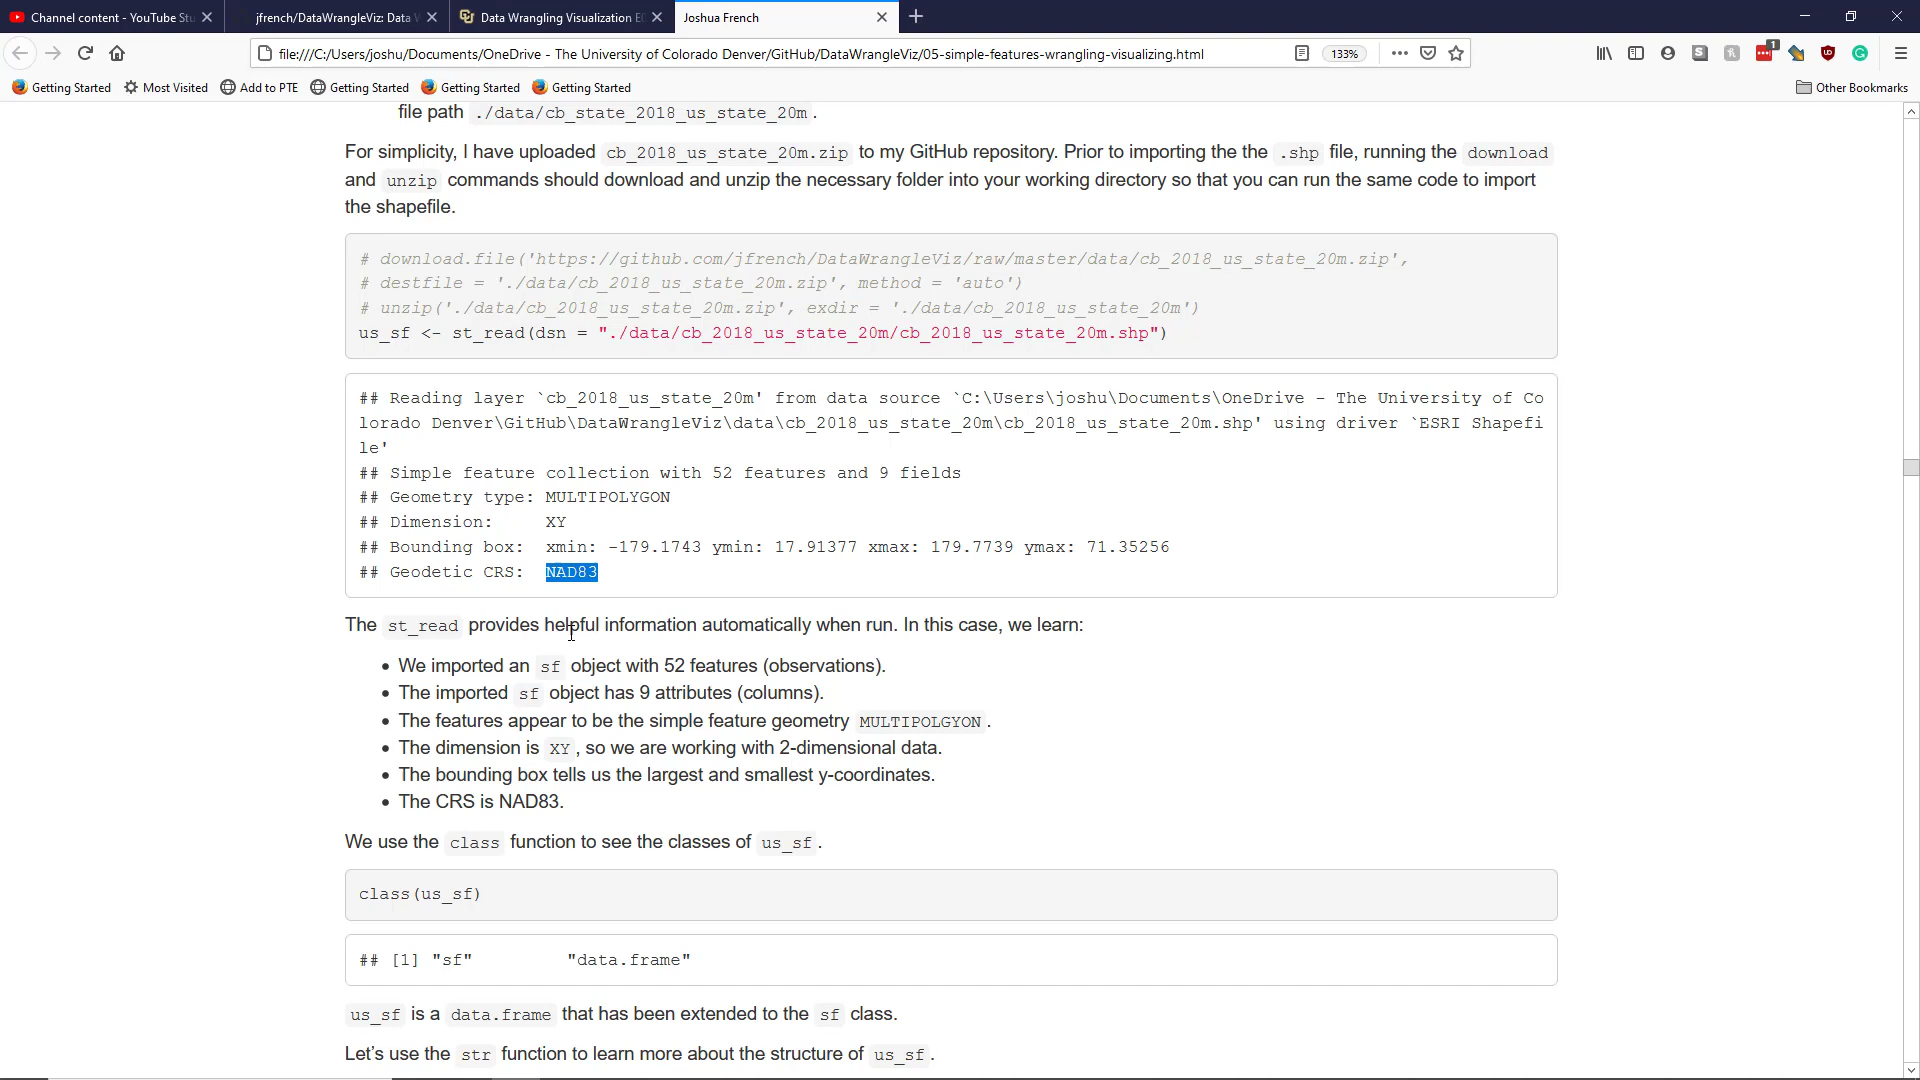 Channel content - YouTube Stu
jfrench/DataWrangleViz: Data W
Data Wrangling Visualization EC
Joshua French
file:///C:/Users/joshu/Documents/OneDrive - The University of Colorado Denver/GitHub/DataWrangleViz/05-simple-features-wrangling-visualizing.html
133%
1
Getting Started
Most Visited
Add to PTE
Getting Started
Getting Started
Getting Started
Other Bookmarks
file path ./data/cb_state_2018_us_state_20m.
For simplicity, I have uploaded cb_2018_us_state_20m.zip to my GitHub repository. Prior to importing the the .shp file, running the download
and unzip commands should download and unzip the necessary folder into your working directory so that you can run the same code to import
the shapefile.
# download.file('https://github.com/jfrench/DataWrangleViz/raw/master/data/cb_2018_us_state_20m.zip',
# destfile = './data/cb_2018_us_state_20m.zip', method = 'auto')
# unzip('./data/cb_2018_us_state_20m.zip', exdir = './data/cb_2018_us_state_20m')
us_sf <- st_read(dsn = "./data/cb_2018_us_state_20m/cb_2018_us_state_20m.shp")
## Reading layer `cb_2018_us_state_20m' from data source `C:\Users\joshu\Documents\OneDrive - The University of Co
lorado Denver\GitHub\DataWrangleViz\data\cb_2018_us_state_20m\cb_2018_us_state_20m.shp' using driver `ESRI Shapefi
le'
## Simple feature collection with 52 features and 9 fields
## Geometry type: MULTIPOLYGON
## Dimension: XY
## Bounding box: xmin: -179.1743 ymin: 17.91377 xmax: 179.7739 ymax: 71.35256
## Geodetic CRS: NAD83
The st_read provides helpful information automatically when run. In this case, we learn:
• We imported an sf object with 52 features (observations).
• The imported sf object has 9 attributes (columns).
• The features appear to be the simple feature geometry MULTIPOLGYON.
• The dimension is XY, so we are working with 2-dimensional data.
• The bounding box tells us the largest and smallest y-coordinates.
• The CRS is NAD83.
We use the class function to see the classes of us_sf.
class(us_sf)
## [1] "sf" "data.frame"
us_sf is a data.frame that has been extended to the sf class.
Let's use the str function to learn more about the structure of us_sf.